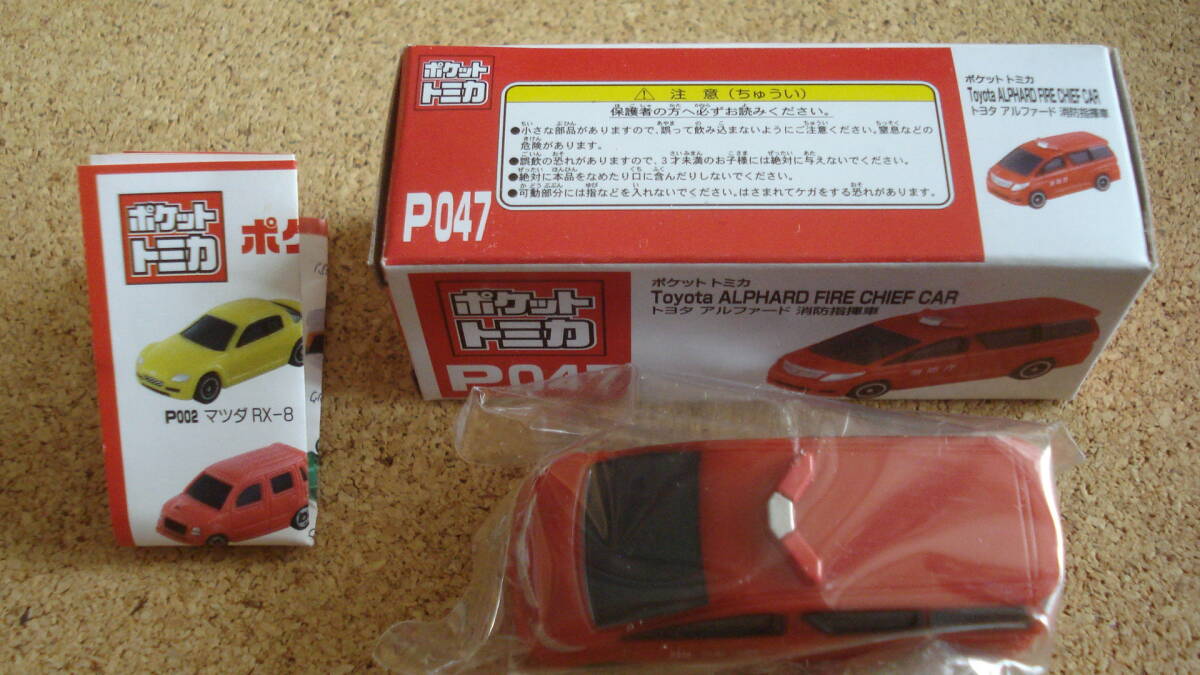 ポケット
トミカ
ポケ
P002 マツダ RX-8
ポケット
トミカ
P047
⚠ 注 意 (ちゅうい)
保護者の方へ必ずお読みください。
●小さな部品がありますので、誤って飲み込まないようにご注意ください。窒息などの
危険があります。
●誤飲の恐れがありますので、3才未満のお子様には絶対に与えないでください。
●絶対に本品をなめたり口に含んだりしないでください。
●可動部分には指などを入れないでください。はさまれてケガをする恐れがあります。
ポケット トミカ
Toyota ALPHARD FIRE CHIEF CAR
トヨタ アルファード 消防指揮車
ポケット
トミカ
P047
ポケット トミカ
Toyota ALPHARD FIRE CHIEF CAR
トヨタ アルファード 消防指揮車